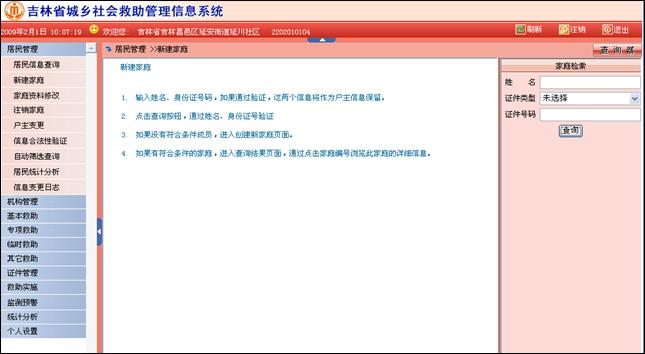 吉林省城乡社会救助管理信息系统
2009年2月1日 10:07:19 欢迎您: 吉林省吉林昌邑区延安街道延川社区 2202010104 刷新 注销 退出
居民管理 居民管理 >>新建家庭 查询器
居民信息查询
新建家庭
家庭资料修改
注销家庭
户主变更
信息合法性验证
自动筛选查询
居民统计分析
信息变更日志
机构管理
基本救助
专项救助
临时救助
其它救助
证件管理
救助实施
监测预警
统计分析
个人设置
新建家庭
1. 输入姓名、身份证号码，如果通过验证，这两个信息将作为户主信息保留。
2. 点击查询按钮，通过姓名、身份证号验证
3. 如果没有符合条件成员，进入创建新家庭页面。
4. 如果有符合条件的家庭，进入查询结果页面，通过点击家庭编号浏览此家庭的详细信息。
家庭检索
姓 名
证件类型 未选择
证件号码
查询